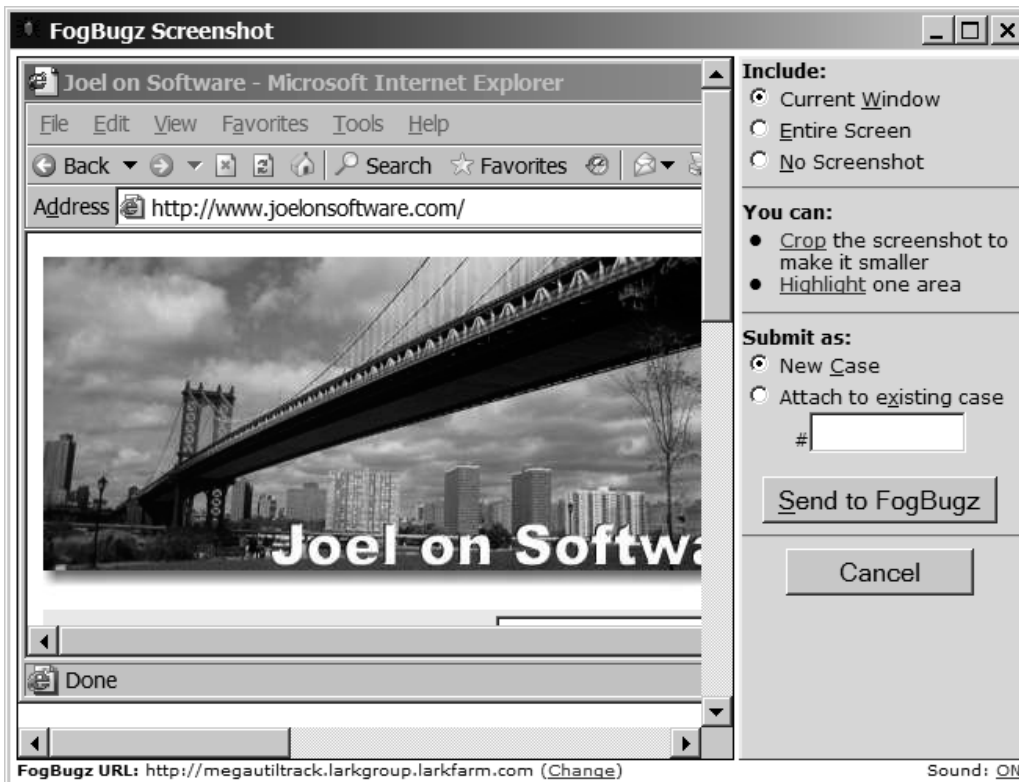 FogBugz Screenshot
Joel on Software - Microsoft Internet Explorer
File Edit View Favorites Tools Help
Back Search Favorites
Address http://www.joelonsoftware.com/
Joel on Softwa
Done
Include:
Current Window
Entire Screen
No Screenshot
You can:
Crop the screenshot to
make it smaller
Highlight one area
Submit as:
New Case
Attach to existing case
#
Send to FogBugz
Cancel
FogBugz URL: http://megautiltrack.larkgroup.larkfarm.com (Change)
Sound: ON